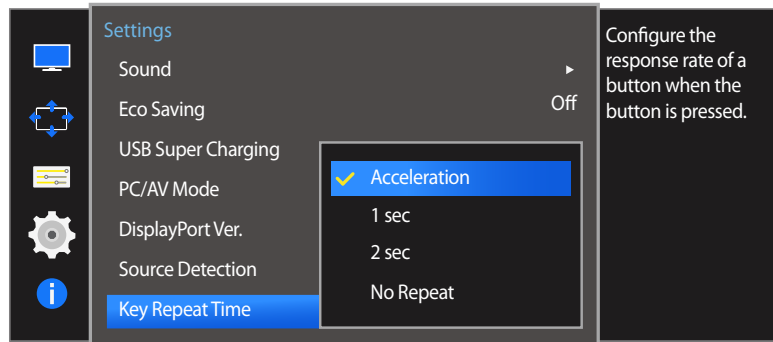 Settings
Sound
Eco Saving Off
USB Super Charging
PC/AV Mode
DisplayPort Ver.
Source Detection
Key Repeat Time
Acceleration
1 sec
2 sec
No Repeat
Configure the
response rate of a
button when the
button is pressed.